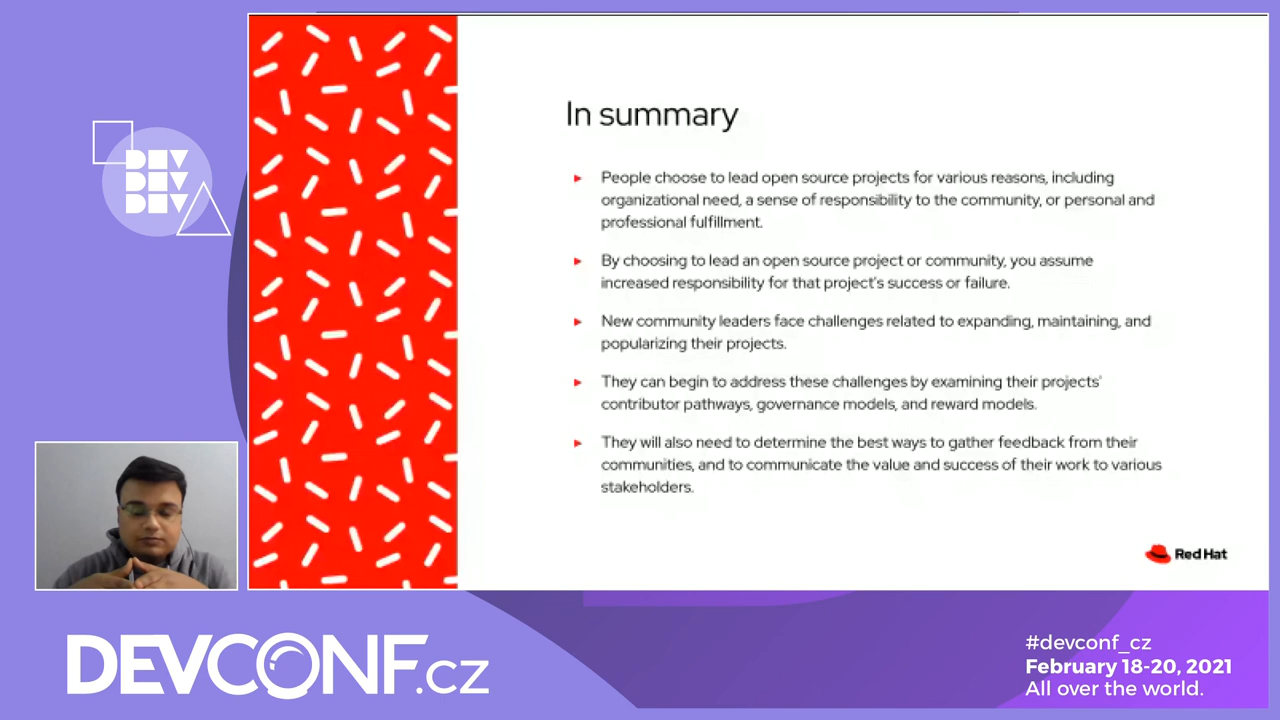 DEV
DEV
DEV
In summary
People choose to lead open source projects for various reasons, including
organizational need, a sense of responsibility to the community, or personal and
professional fulfillment.
By choosing to lead an open source project or community, you assume
increased responsibility for that project's success or failure.
New community leaders face challenges related to expanding, maintaining, and
popularizing their projects.
They can begin to address these challenges by examining their projects'
contributor pathways, governance models, and reward models.
They will also need to determine the best ways to gather feedback from their
communities, and to communicate the value and success of their work to various
stakeholders.
Red Hat
DEVCONF.cz
#devconf_cz
February 18-20, 2021
All over the world.